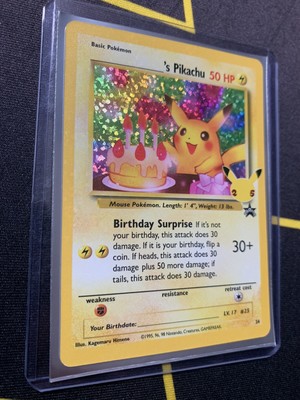 Basic Pokémon
's Pikachu 50 HP
Mouse Pokémon. Length: 1' 4", Weight: 13 lbs.
Birthday Surprise If it's not
your birthday, this attack does 30
damage. If it is your birthday, flip a
coin. If heads, this attack does 30
damage plus 50 more damage; if
tails, this attack does 30 damage.
30+
weakness
resistance
retreat cost
Your Birthdate:
LV. 17 #25
Illus. Kagemaru Himeno
©1995, 96, 98 Nintendo, Creatures, GAMEFREAK.
24